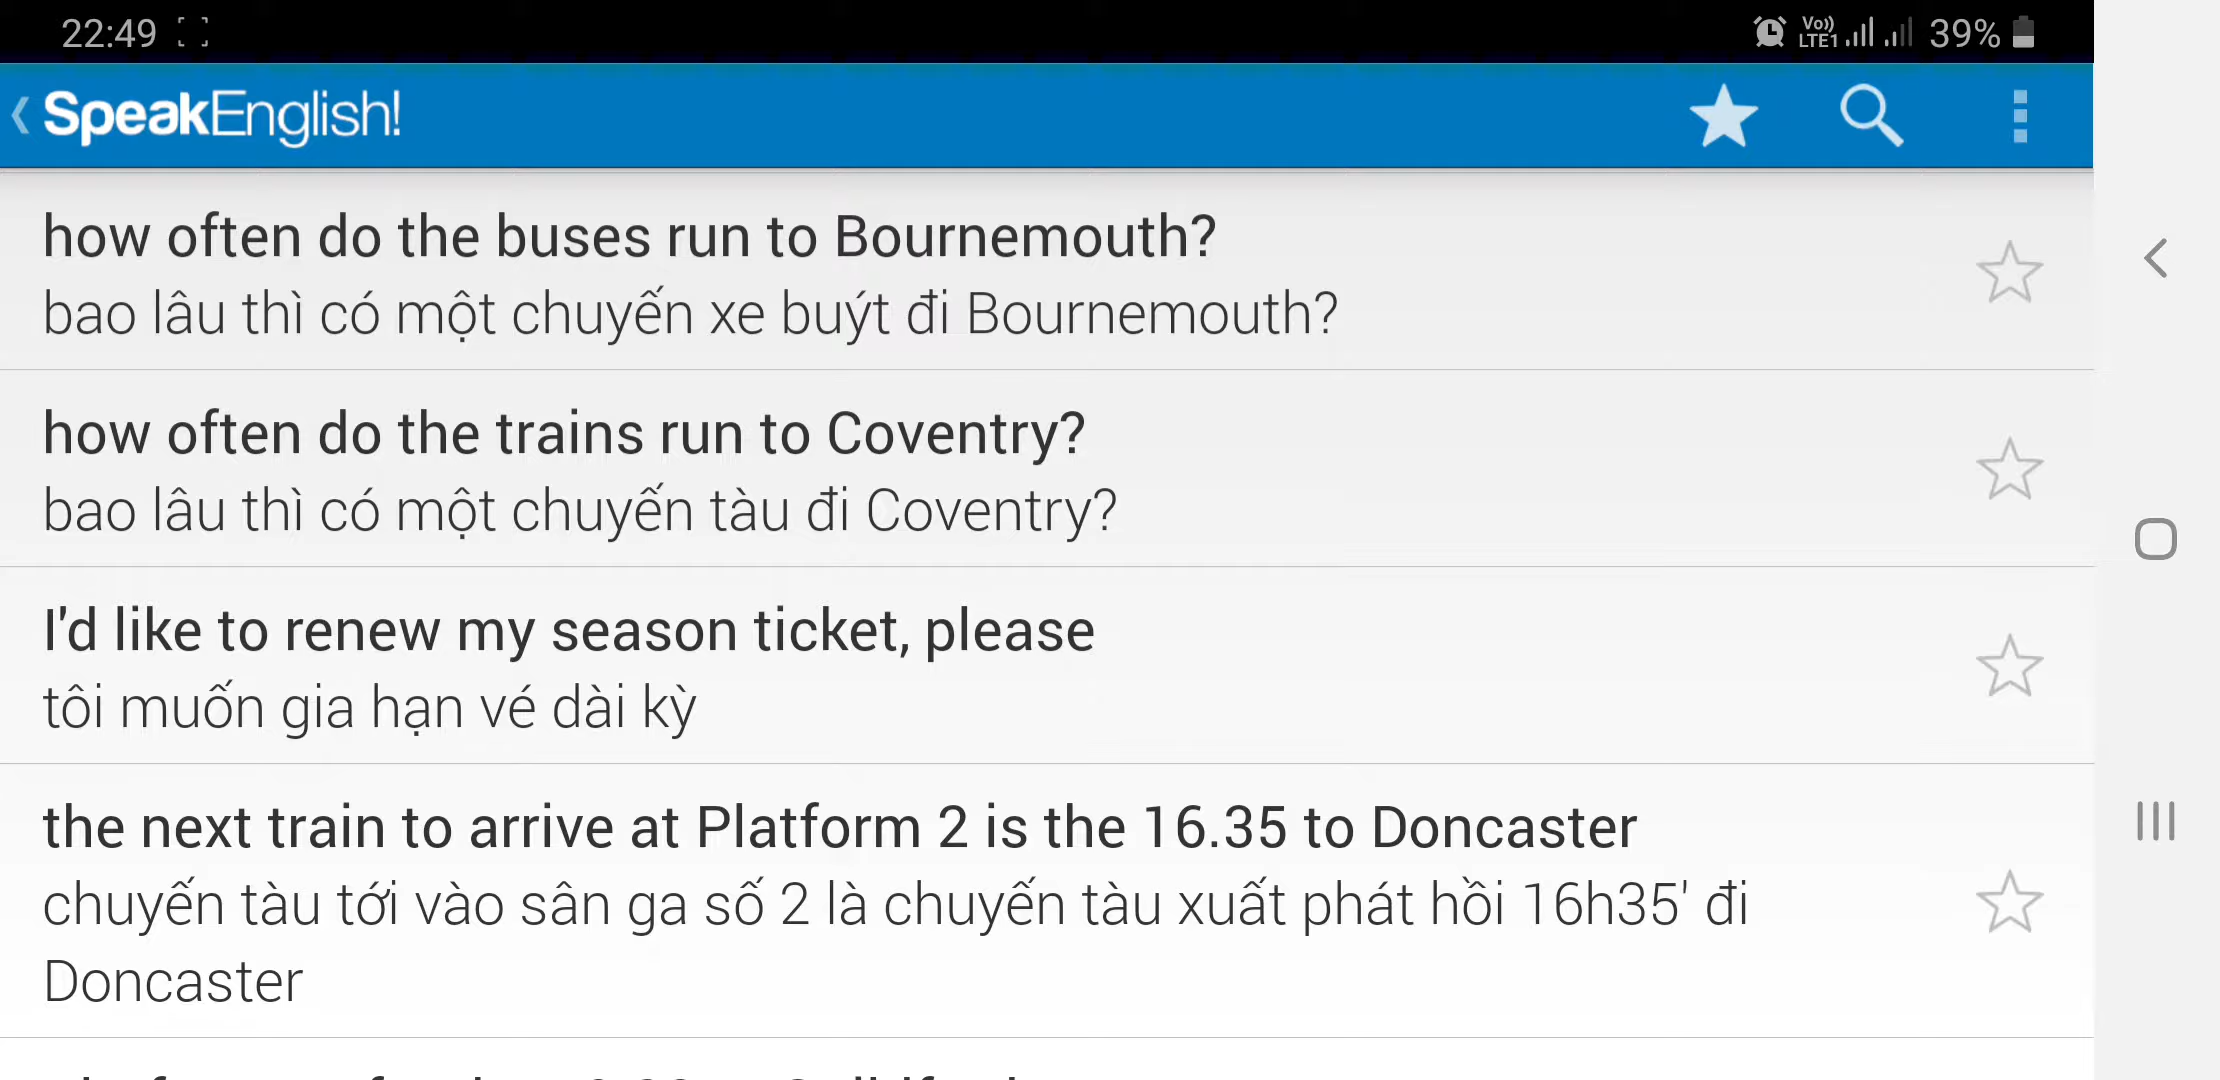 22:49
Vo)) LTE1 39%
SpeakEnglish!
how often do the buses run to Bournemouth?
bao lâu thì có một chuyến xe buýt đi Bournemouth?
how often do the trains run to Coventry?
bao lâu thì có một chuyến tàu đi Coventry?
I'd like to renew my season ticket, please
tôi muốn gia hạn vé dài kỳ
the next train to arrive at Platform 2 is the 16.35 to Doncaster
chuyến tàu tới vào sân ga số 2 là chuyến tàu xuất phát hồi 16h35' đi
Doncaster